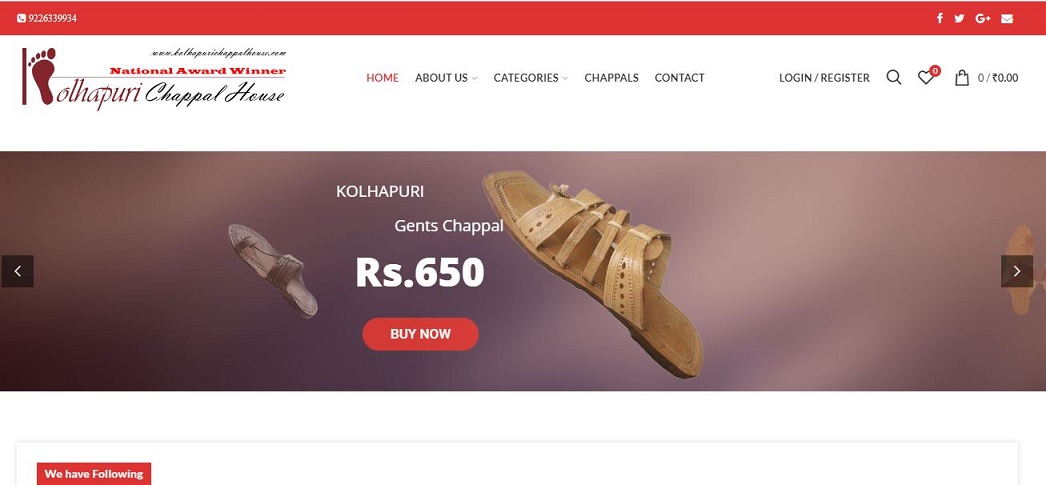 9226339934
www.kolhapurichappalhouse.com
National Award Winner
Kolhapuri Chappal House
HOME ABOUT US CATEGORIES CHAPPALS CONTACT LOGIN / REGISTER 0 0 / ₹0.00
KOLHAPURI
Gents Chappal
Rs.650
BUY NOW
We have Following